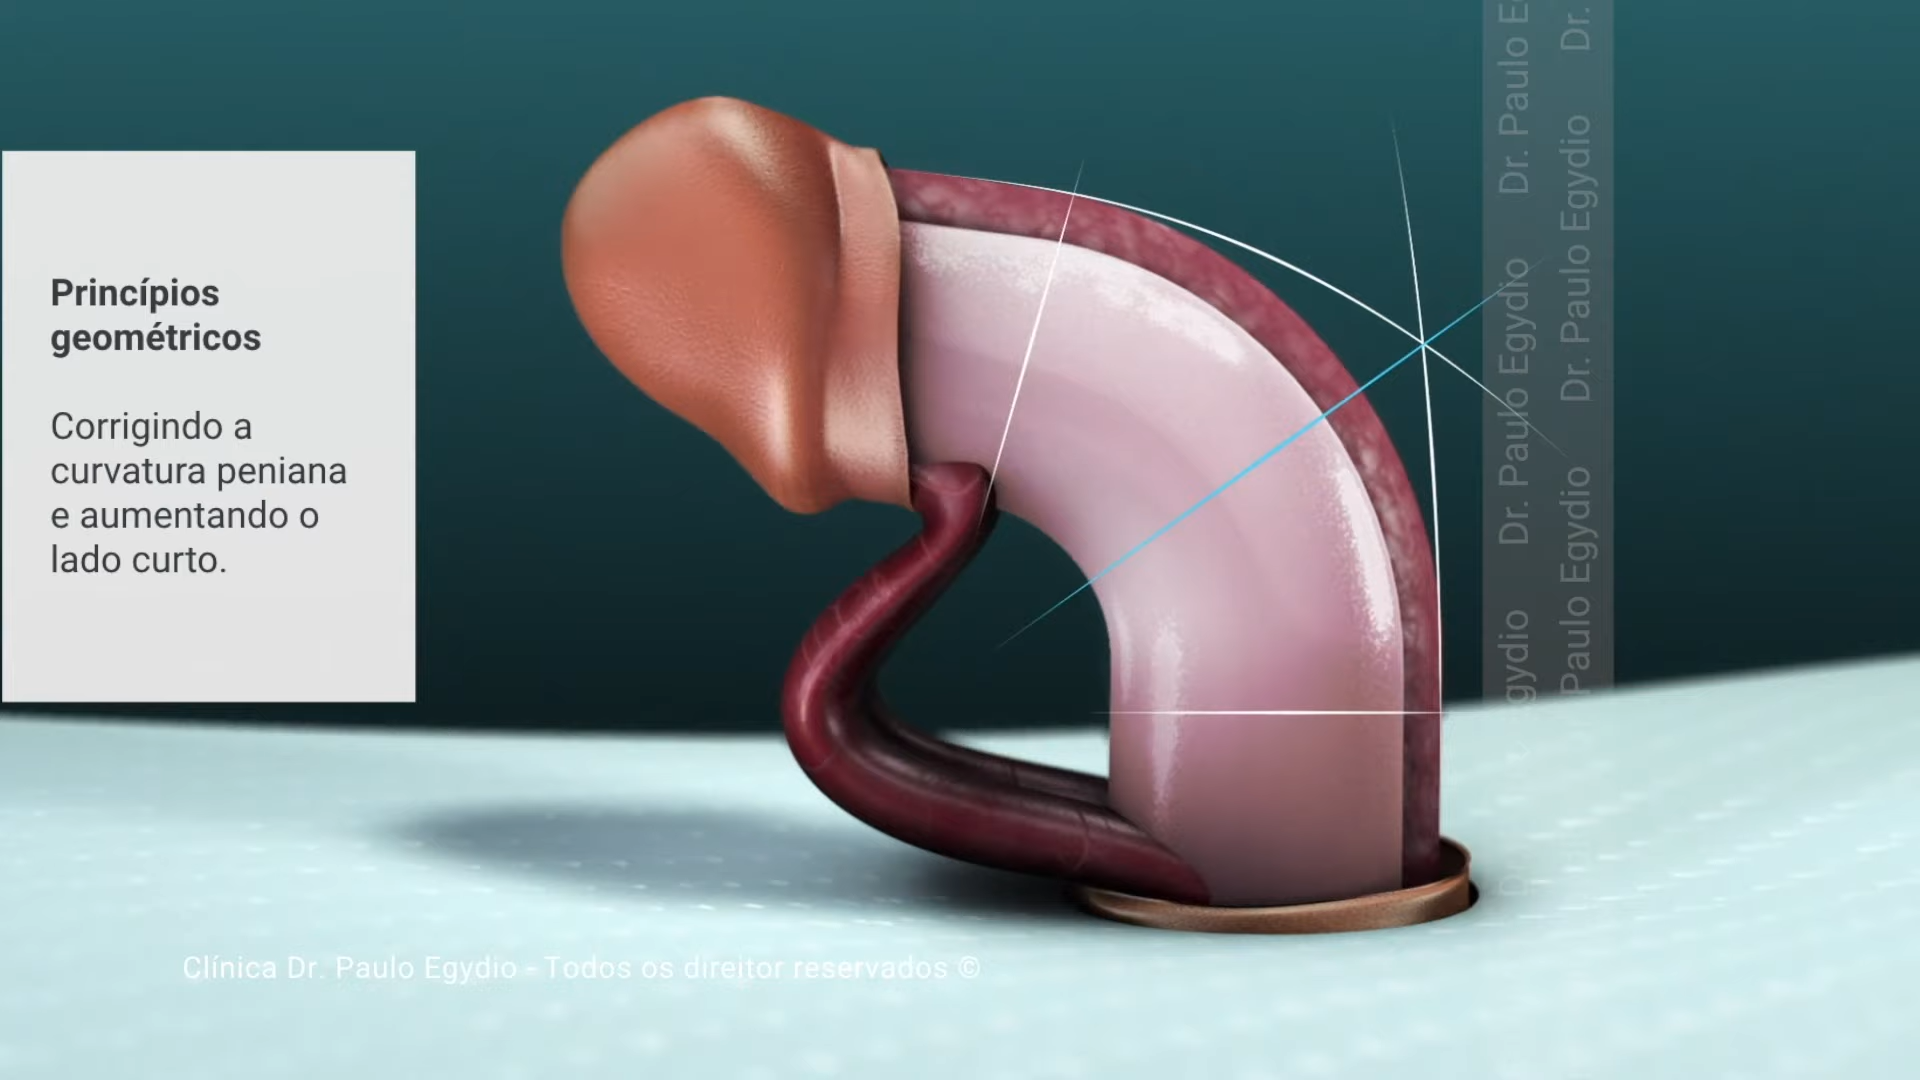 Princípios
geométricos
Corrigindo a
curvatura peniana
e aumentando o
lado curto.
Dr. Paulo Egydio Dr. Paulo E
Paulo Egydio Dr. Paulo Egydio Dr.
Clínica Dr. Paulo Egydio - Todos os direitor reservados ©